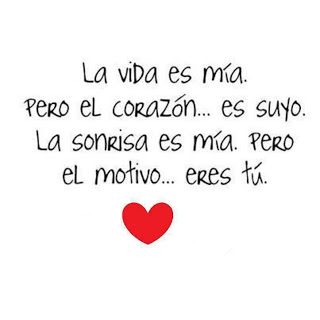 La vida es mía.
Pero el corazón... es suyo.
La sonrisa es mía. Pero
el motivo... eres tú.